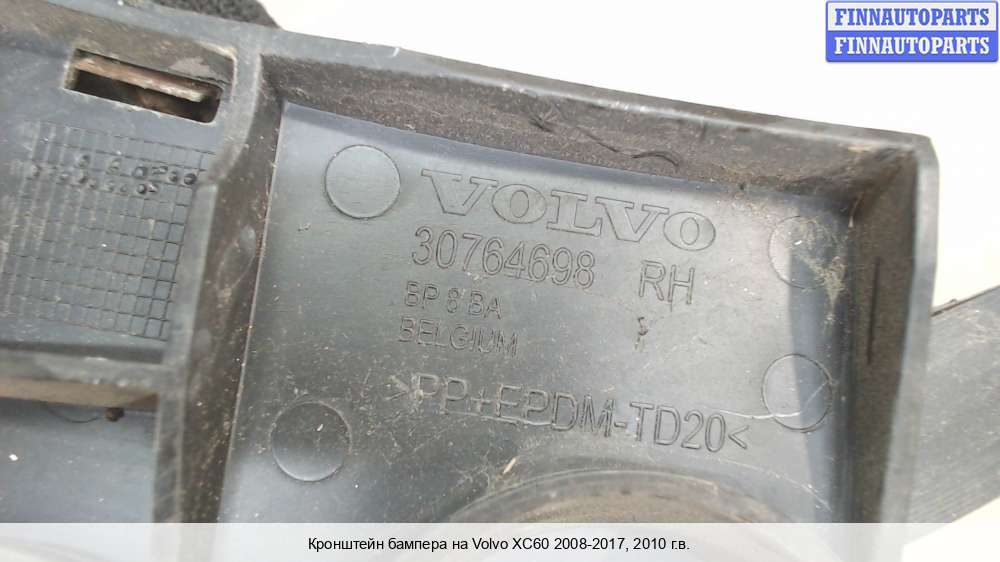 FINNAUTOPARTS
FINNAUTOPARTS
VOLVO
30764698 RH
BP 8 BA
BELGIUM
>PP+EPDM-TD20<
Кронштейн бампера на Volvo XC60 2008-2017, 2010 г.в.